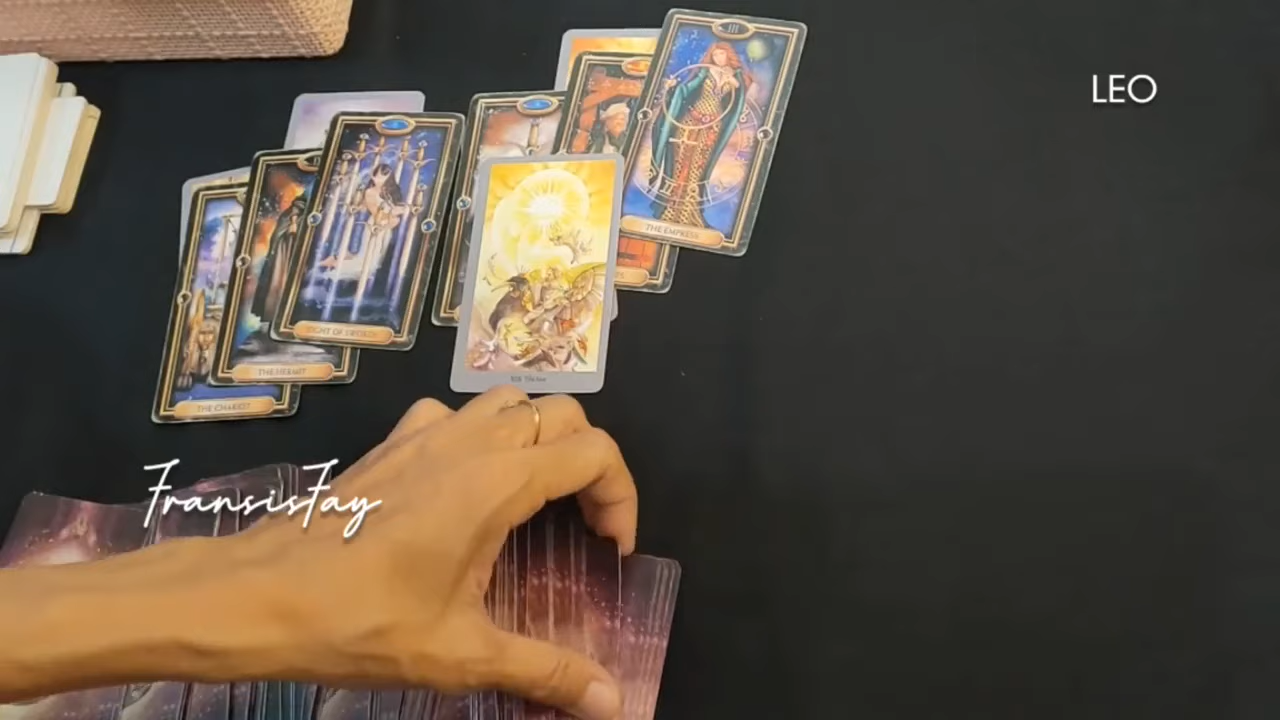 LEO
III
THE EMPRESS
EIGHT OF SWORDS
THE HERMIT
THE CHARIOT
FransisFay